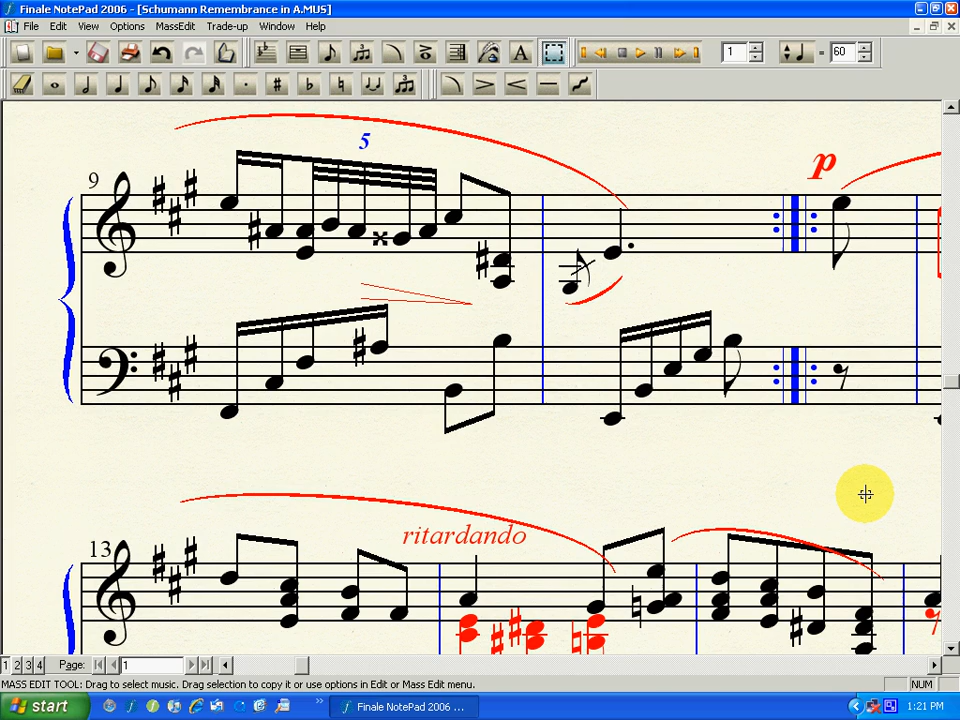 Finale NotePad 2006 - [Schumann Remembrance in A.MUS]
File Edit View Options MassEdit Trade-up Window Help
A 1 = 60
5
9
p
ritardando
13
1 2 3 4 Page: 1
MASS EDIT TOOL: Drag to select music. Drag selection to copy it or use options in Edit or Mass Edit menu. NUM
start Finale NotePad 2006 ... 1:21 PM